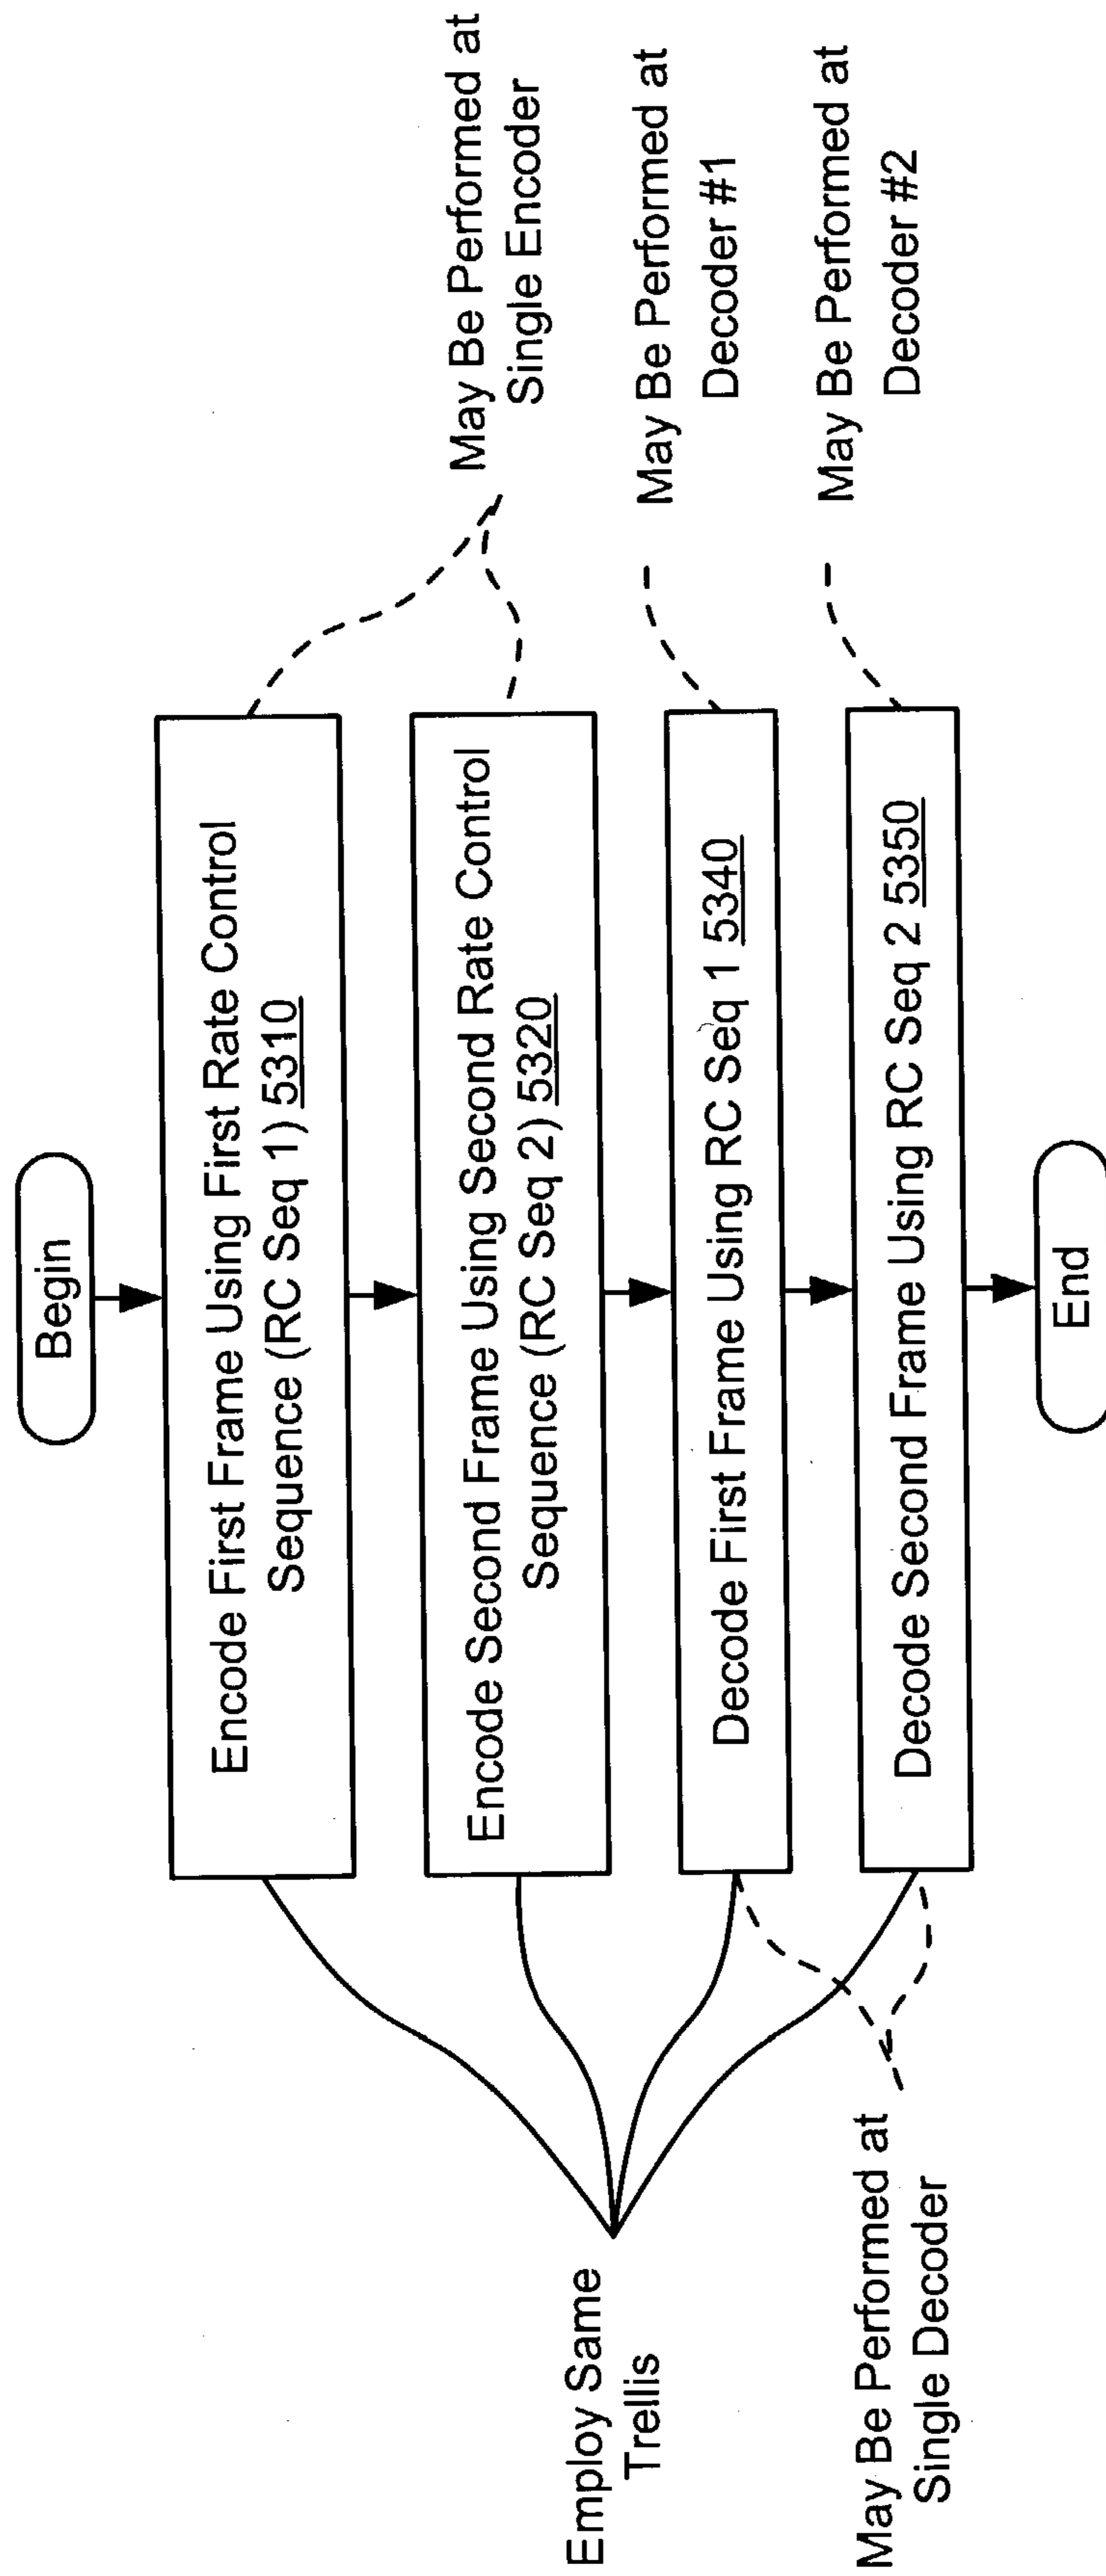 Begin
Encode First Frame Using First Rate Control
Sequence (RC Seq 1) 5310
Encode Second Frame Using Second Rate Control
Sequence (RC Seq 2) 5320
Decode First Frame Using RC Seq 1 5340
Decode Second Frame Using RC Seq 2 5350
End
May Be Performed at
Single Encoder
May Be Performed at
Decoder #1
May Be Performed at
Decoder #2
Employ Same
Trellis
May Be Performed at
Single Decoder